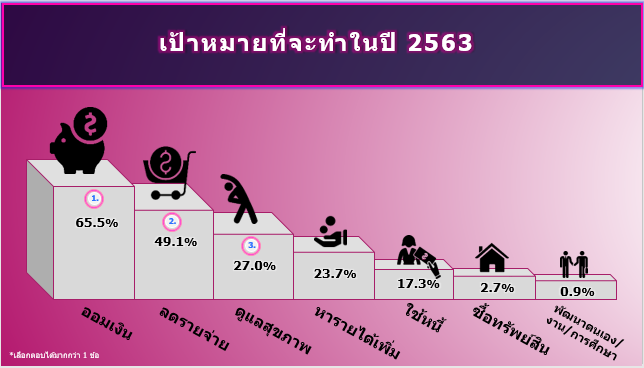 เป้าหมายที่จะทำในปี 2563
1.
65.5%
2.
49.1%
3.
27.0%
23.7%
17.3%
2.7%
0.9%
ออมเงิน
ลดรายจ่าย
ดูแลสุขภาพ
หารายได้เพิ่ม
ใช้หนี้
ซื้อทรัพย์สิน
พัฒนาตนเอง/
งาน/การศึกษา
*เลือกตอบได้มากกว่า 1 ข้อ